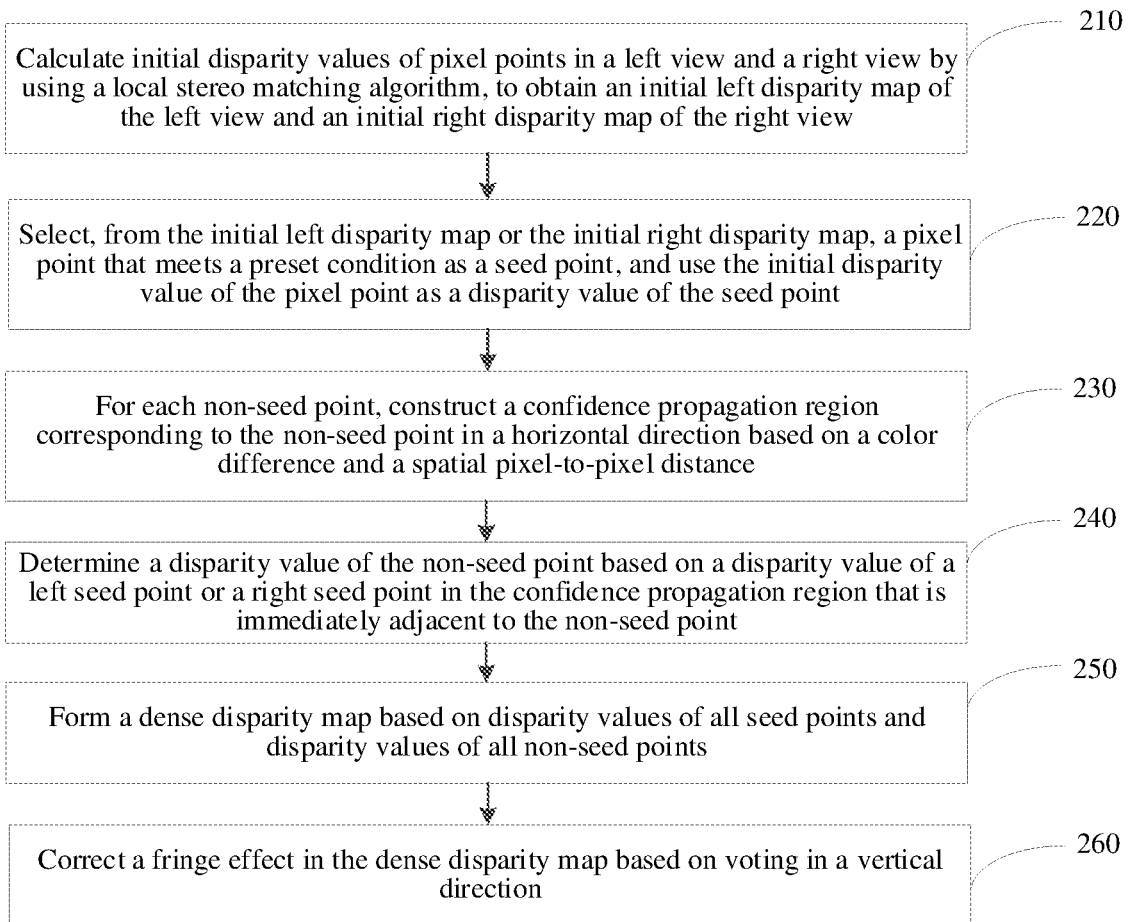 210
Calculate initial disparity values of pixel points in a left view and a right view by
using a local stereo matching algorithm, to obtain an initial left disparity map of
the left view and an initial right disparity map of the right view
220
Select, from the initial left disparity map or the initial right disparity map, a pixel
point that meets a preset condition as a seed point, and use the initial disparity
value of the pixel point as a disparity value of the seed point
230
For each non-seed point, construct a confidence propagation region
corresponding to the non-seed point in a horizontal direction based on a color
difference and a spatial pixel-to-pixel distance
240
Determine a disparity value of the non-seed point based on a disparity value of a
left seed point or a right seed point in the confidence propagation region that is
immediately adjacent to the non-seed point
250
Form a dense disparity map based on disparity values of all seed points and
disparity values of all non-seed points
260
Correct a fringe effect in the dense disparity map based on voting in a vertical
direction